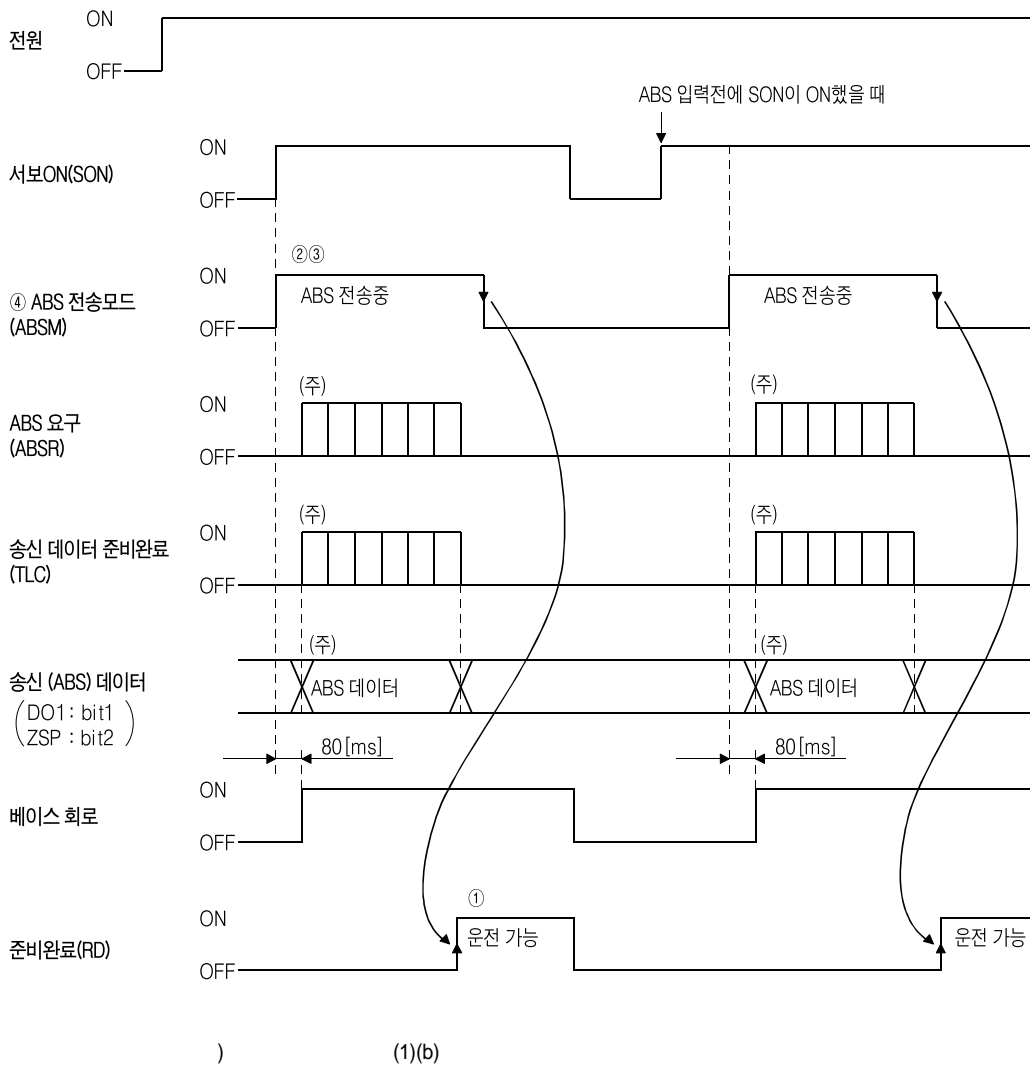 전원
ON
OFF
ABS 입력전에 SON이 ON했을 때
서보ON(SON)
ON
OFF
②③
④ ABS 전송모드
(ABSM)
ON
OFF
ABS 전송중
ABS 전송중
ABS 요구
(ABSR)
ON
OFF
(주)
(주)
송신 데이터 준비완료
(TLC)
ON
OFF
(주)
(주)
송신 (ABS) 데이터
(DO1 : bit1
ZSP : bit2)
(주)
ABS 데이터
(주)
ABS 데이터
80[ms]
80[ms]
베이스 회로
ON
OFF
준비완료(RD)
ON
OFF
①
운전 가능
운전 가능
) (1)(b)